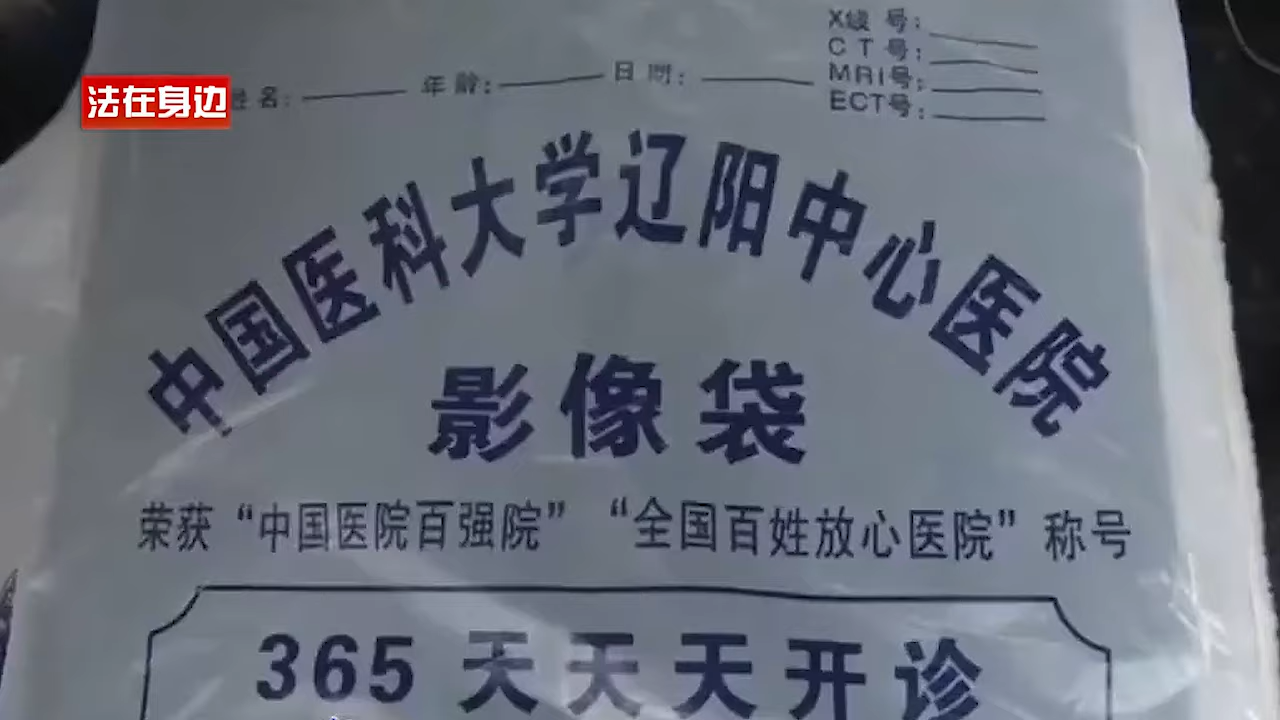 X线 号:
CT号:
MRI号:
ECT号:
法在身边
姓名: 年龄: 日期:
中国医科大学辽阳中心医院
影像袋
荣获“中国医院百强院”“全国百姓放心医院”称号
365天天天开诊